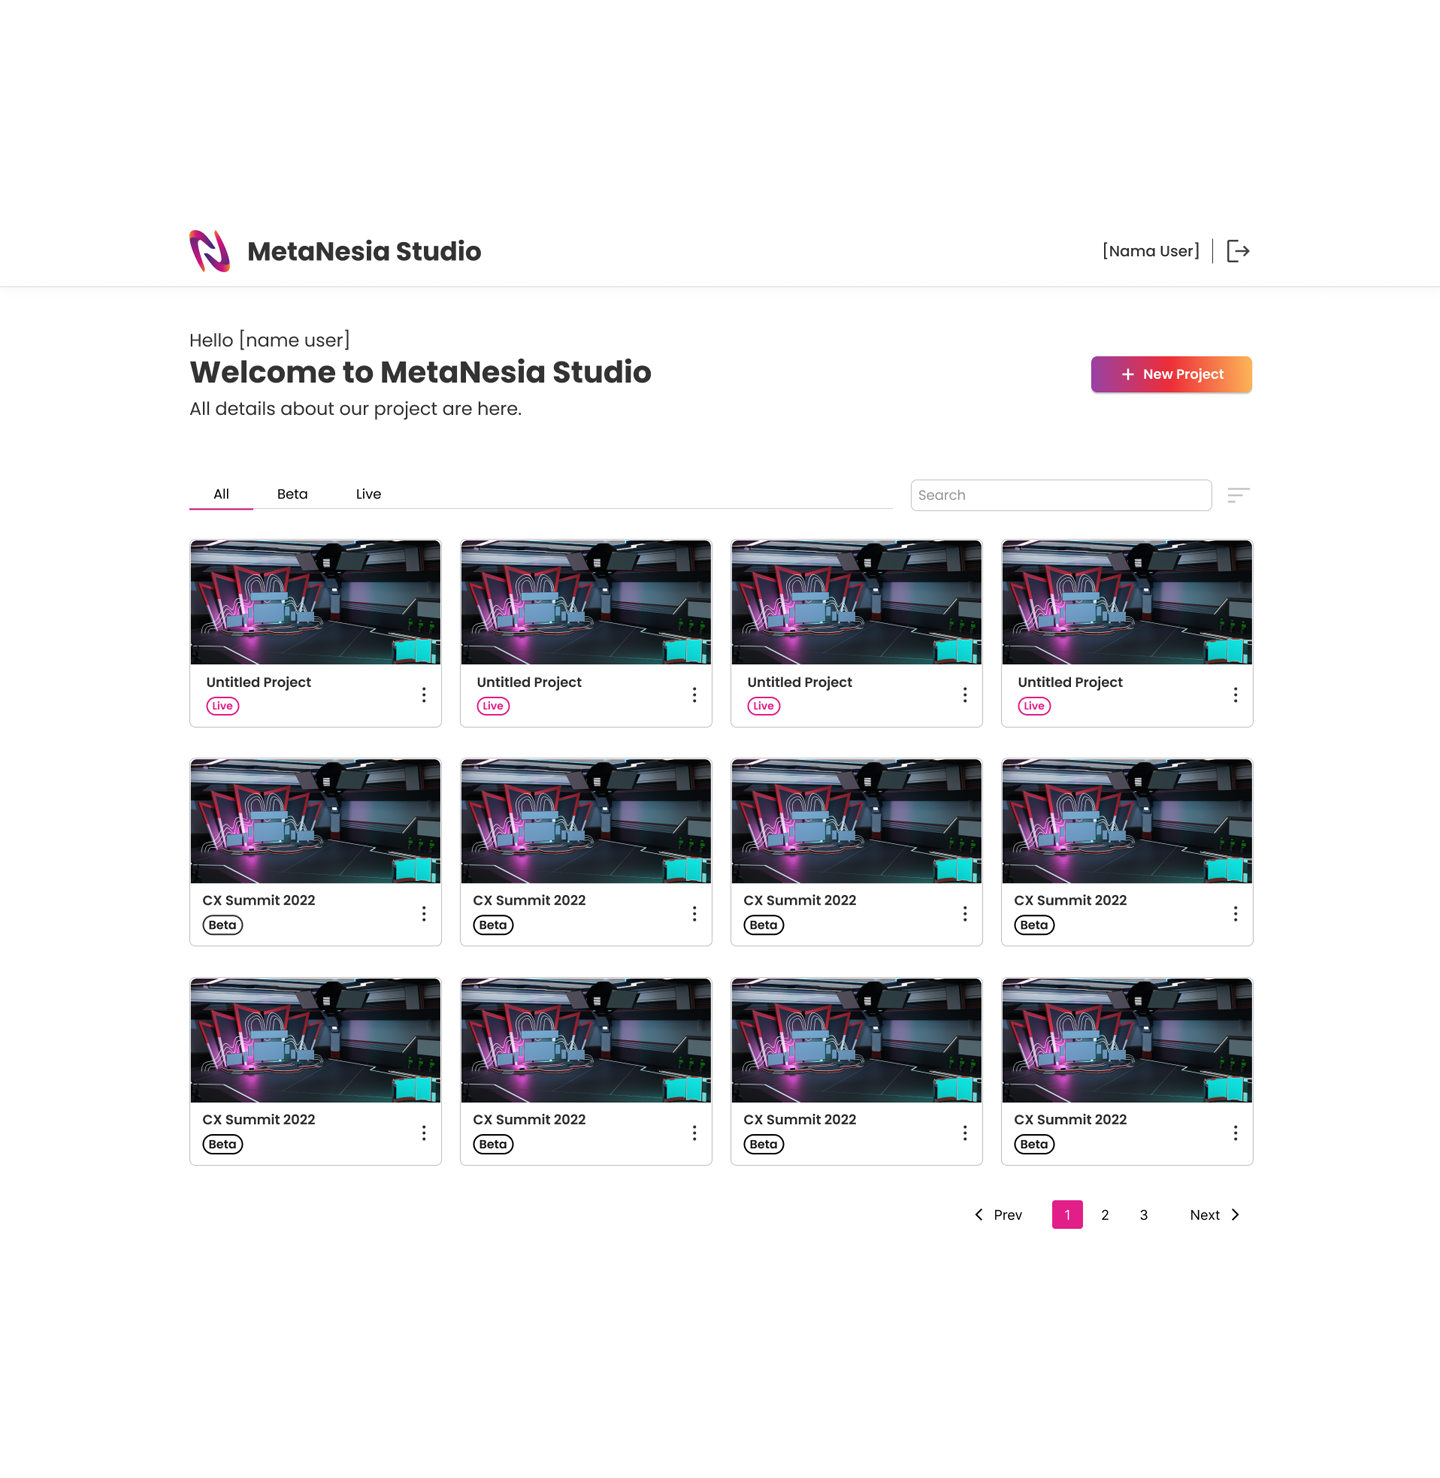 MetaNesia Studio
[Nama User]
Hello [name user]
Welcome to MetaNesia Studio
All details about our project are here.
+ New Project
All Beta Live
Search
Untitled Project Untitled Project Untitled Project Untitled Project
Live Live Live Live
CX Summit 2022 CX Summit 2022 CX Summit 2022 CX Summit 2022
Beta Beta Beta Beta
CX Summit 2022 CX Summit 2022 CX Summit 2022 CX Summit 2022
Beta Beta Beta Beta
Prev 1 2 3 Next